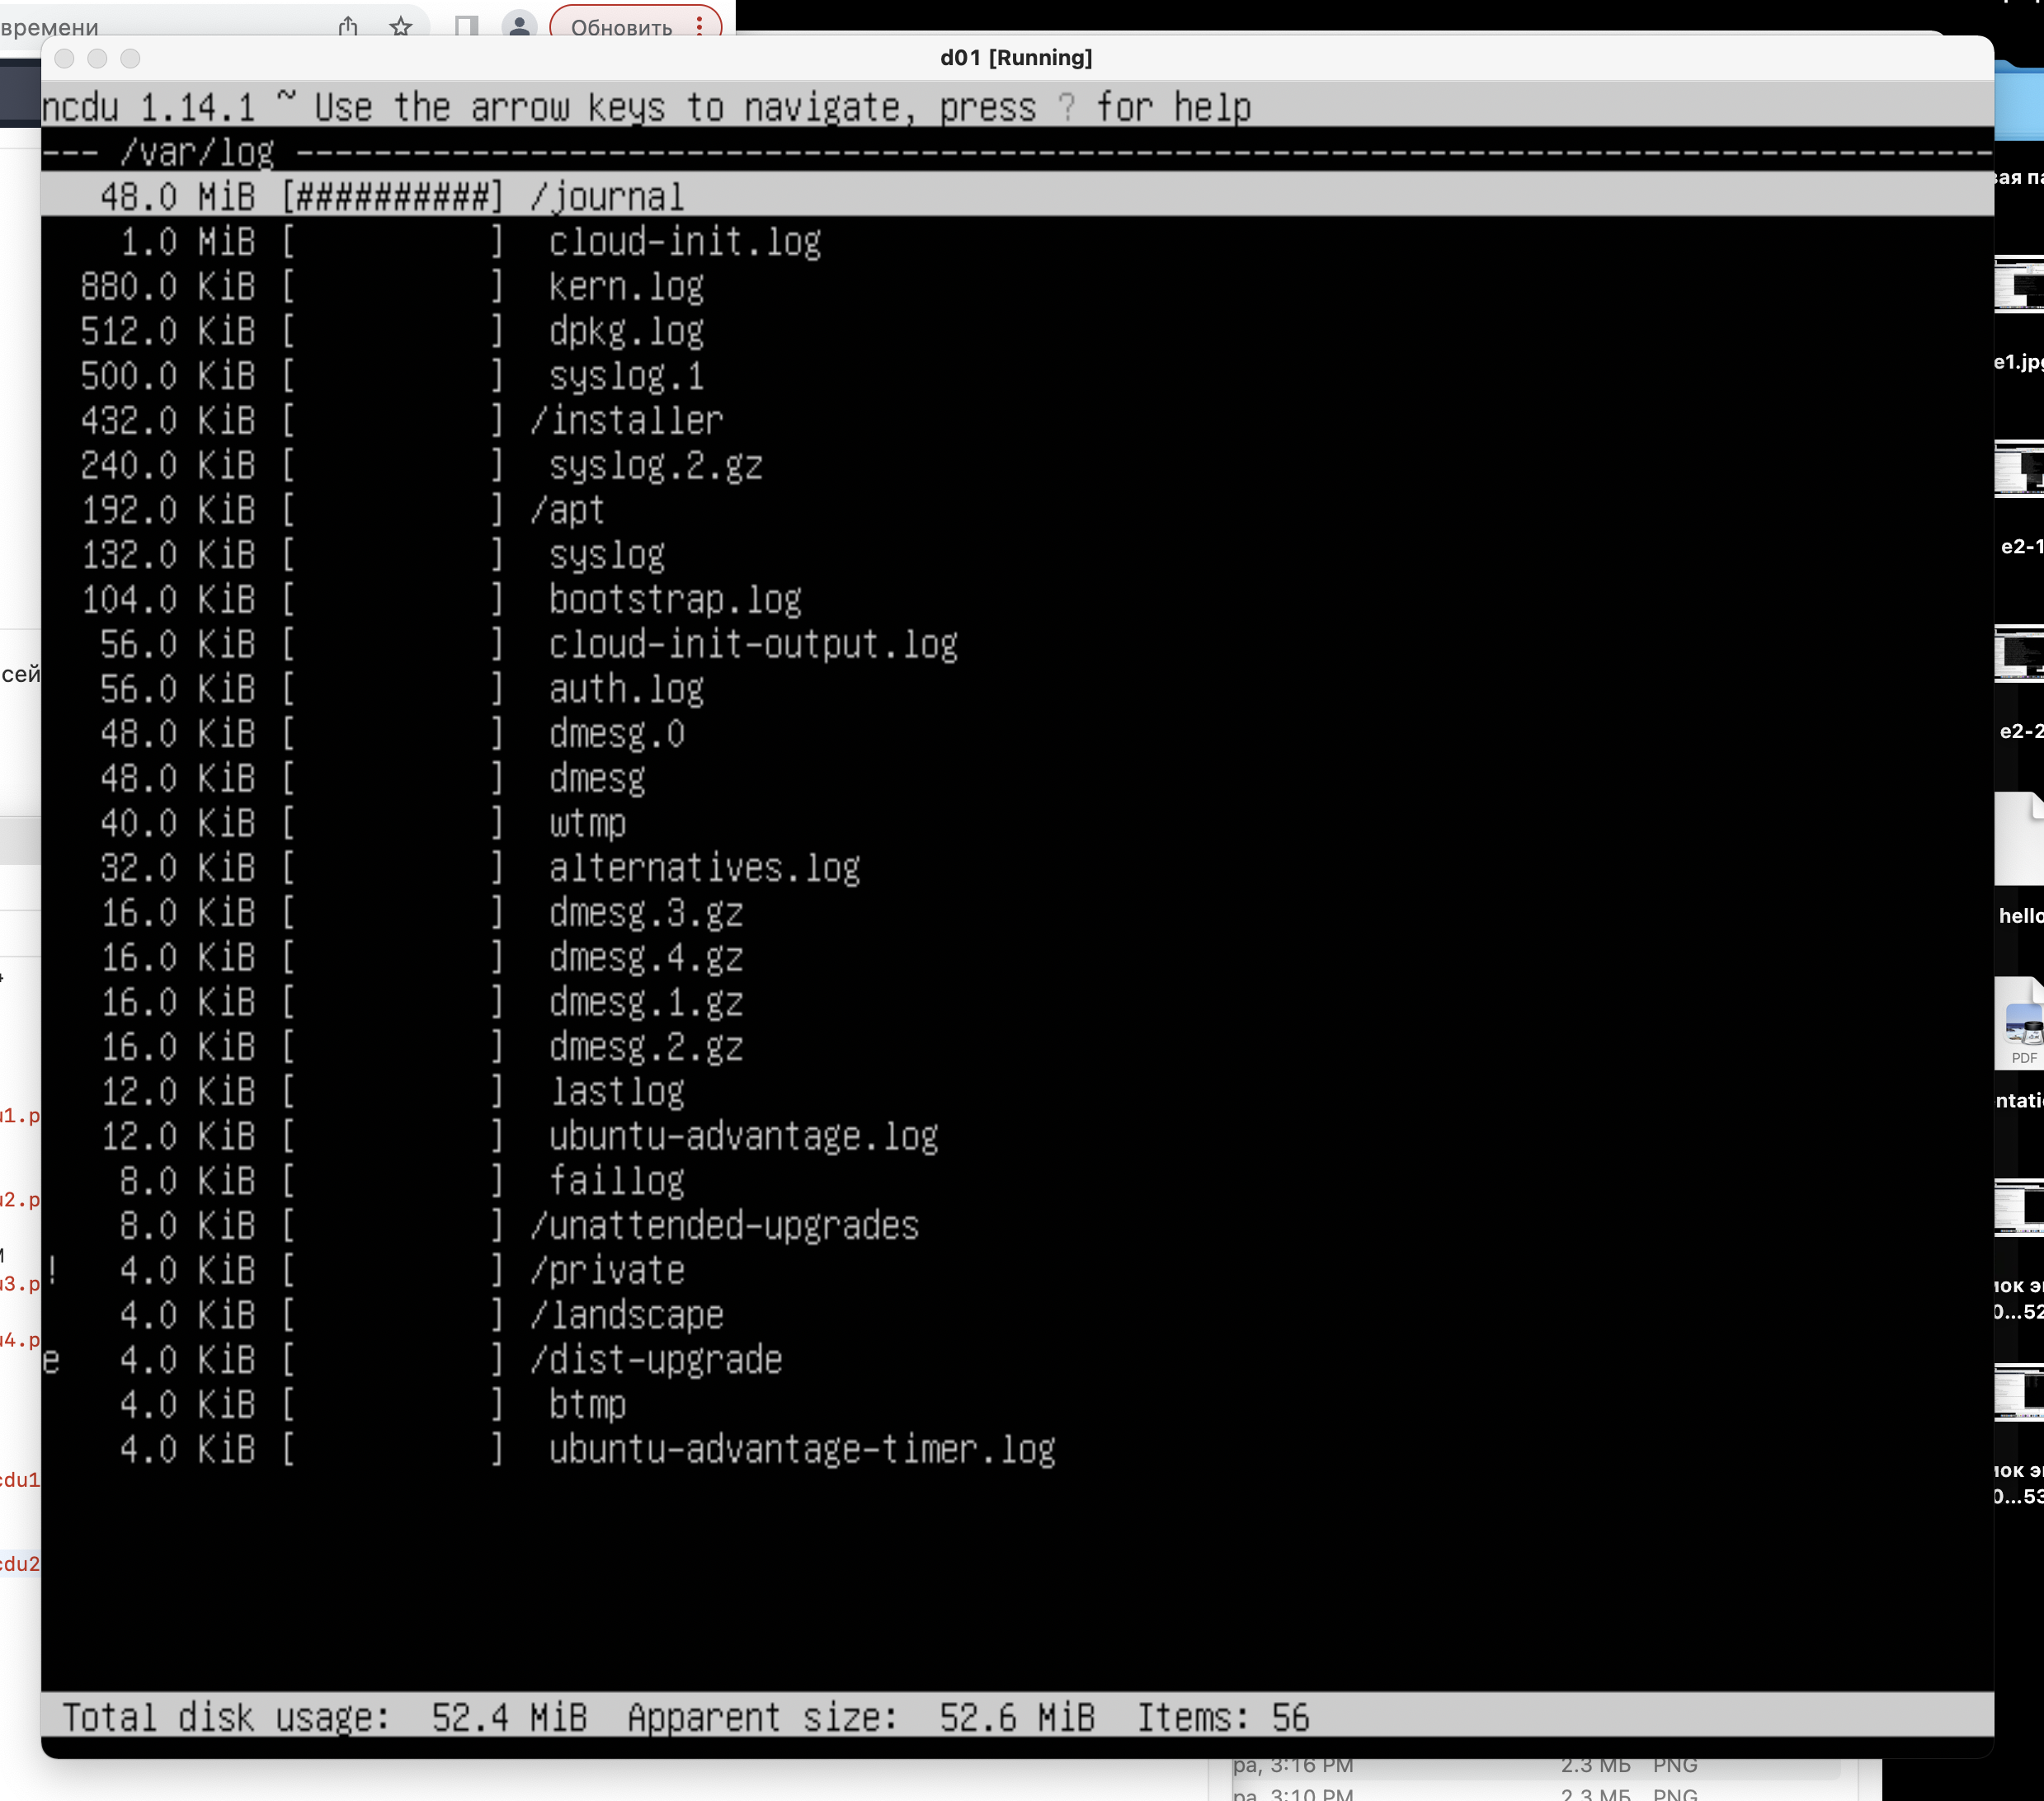 времени
Обновить
d01 [Running]
ncdu 1.14.1 ~ Use the arrow keys to navigate, press ? for help
--- /var/log ---------------------------------------------------------------------------------------
48.0 MiB [##########] /journal
1.0 MiB [          ]  cloud-init.log
880.0 KiB [          ]  kern.log
512.0 KiB [          ]  dpkg.log
500.0 KiB [          ]  syslog.1
432.0 KiB [          ] /installer
240.0 KiB [          ]  syslog.2.gz
192.0 KiB [          ] /apt
132.0 KiB [          ]  syslog
104.0 KiB [          ]  bootstrap.log
56.0 KiB [          ]  cloud-init-output.log
56.0 KiB [          ]  auth.log
48.0 KiB [          ]  dmesg.0
48.0 KiB [          ]  dmesg
40.0 KiB [          ]  wtmp
32.0 KiB [          ]  alternatives.log
16.0 KiB [          ]  dmesg.3.gz
16.0 KiB [          ]  dmesg.4.gz
16.0 KiB [          ]  dmesg.1.gz
16.0 KiB [          ]  dmesg.2.gz
12.0 KiB [          ]  lastlog
12.0 KiB [          ]  ubuntu-advantage.log
8.0 KiB [          ]  faillog
8.0 KiB [          ] /unattended-upgrades
! 4.0 KiB [          ] /private
4.0 KiB [          ] /landscape
e 4.0 KiB [          ] /dist-upgrade
4.0 KiB [          ]  btmp
4.0 KiB [          ]  ubuntu-advantage-timer.log
Total disk usage:  52.4 MiB  Apparent size:  52.6 MiB  Items: 56
сей
u1.p
u2.p
u3.p
u4.p
cdu1
cdu2
e1.jpg
e2-1
e2-2
hello
PDF
ntati
0...52
0...53
ра, 3:16 PM 2.3 МБ PNG
ра, 3:10 PM 2.3 МБ PNG